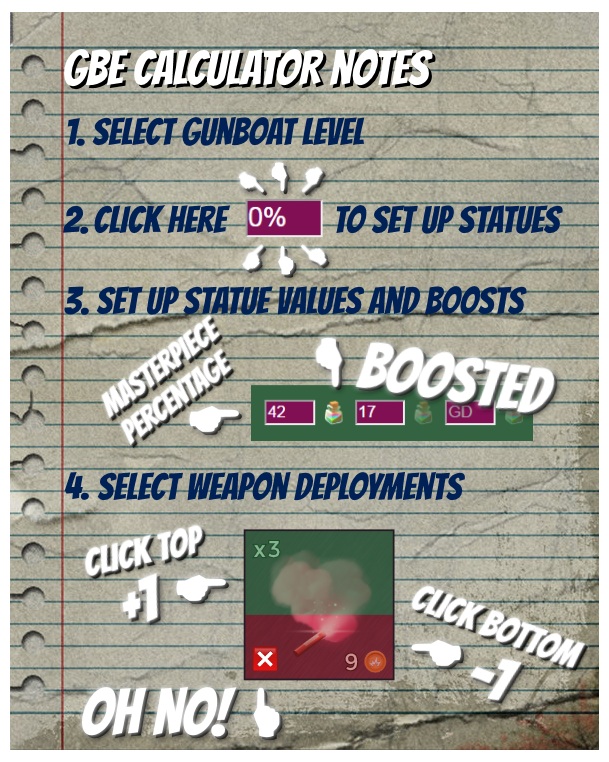 GBE CALCULATOR NOTES
1. SELECT GUNBOAT LEVEL
2. CLICK HERE 0% TO SET UP STATUES
3. SET UP STATUE VALUES AND BOOSTS
MASTERPIECE
PERCENTAGE
BOOSTED
42 17 GD
4. SELECT WEAPON DEPLOYMENTS
CLICK TOP
+1
x3
9
CLICK BOTTOM
-1
OH NO!